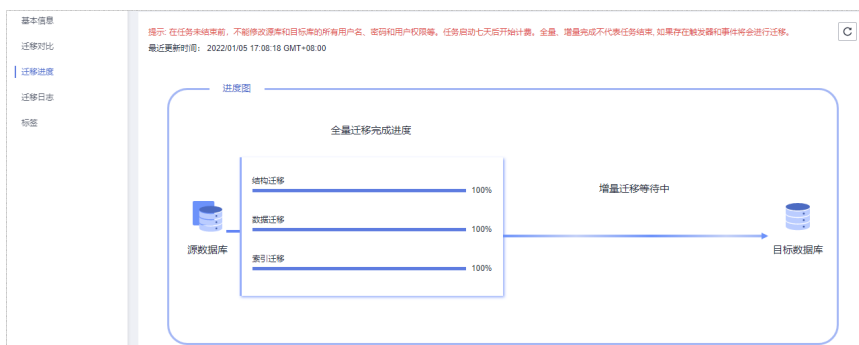 基本信息
迁移对比
迁移进度
迁移日志
标签
提示: 在任务未结束前，不能修改源库和目标库的所有用户名、密码和用户权限等。任务启动七天后开始计费。全量、增量完成不代表任务结束, 如果存在触发器和事件将会进行迁移。
最近更新时间： 2022/01/05 17:08:18 GMT+08:00
进度图
全量迁移完成进度
结构迁移
100%
数据迁移
100%
索引迁移
100%
增量迁移等待中
源数据库
目标数据库